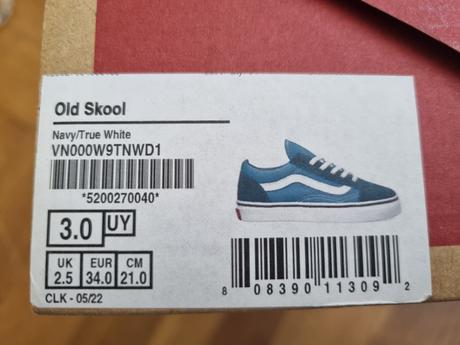 Old Skool
Navy/True White
VN000W9TNWD1
*5200270040*
3.0 UY
UK EUR CM
2.5 34.0 21.0
CLK - 05/22
8 08390 11309 2